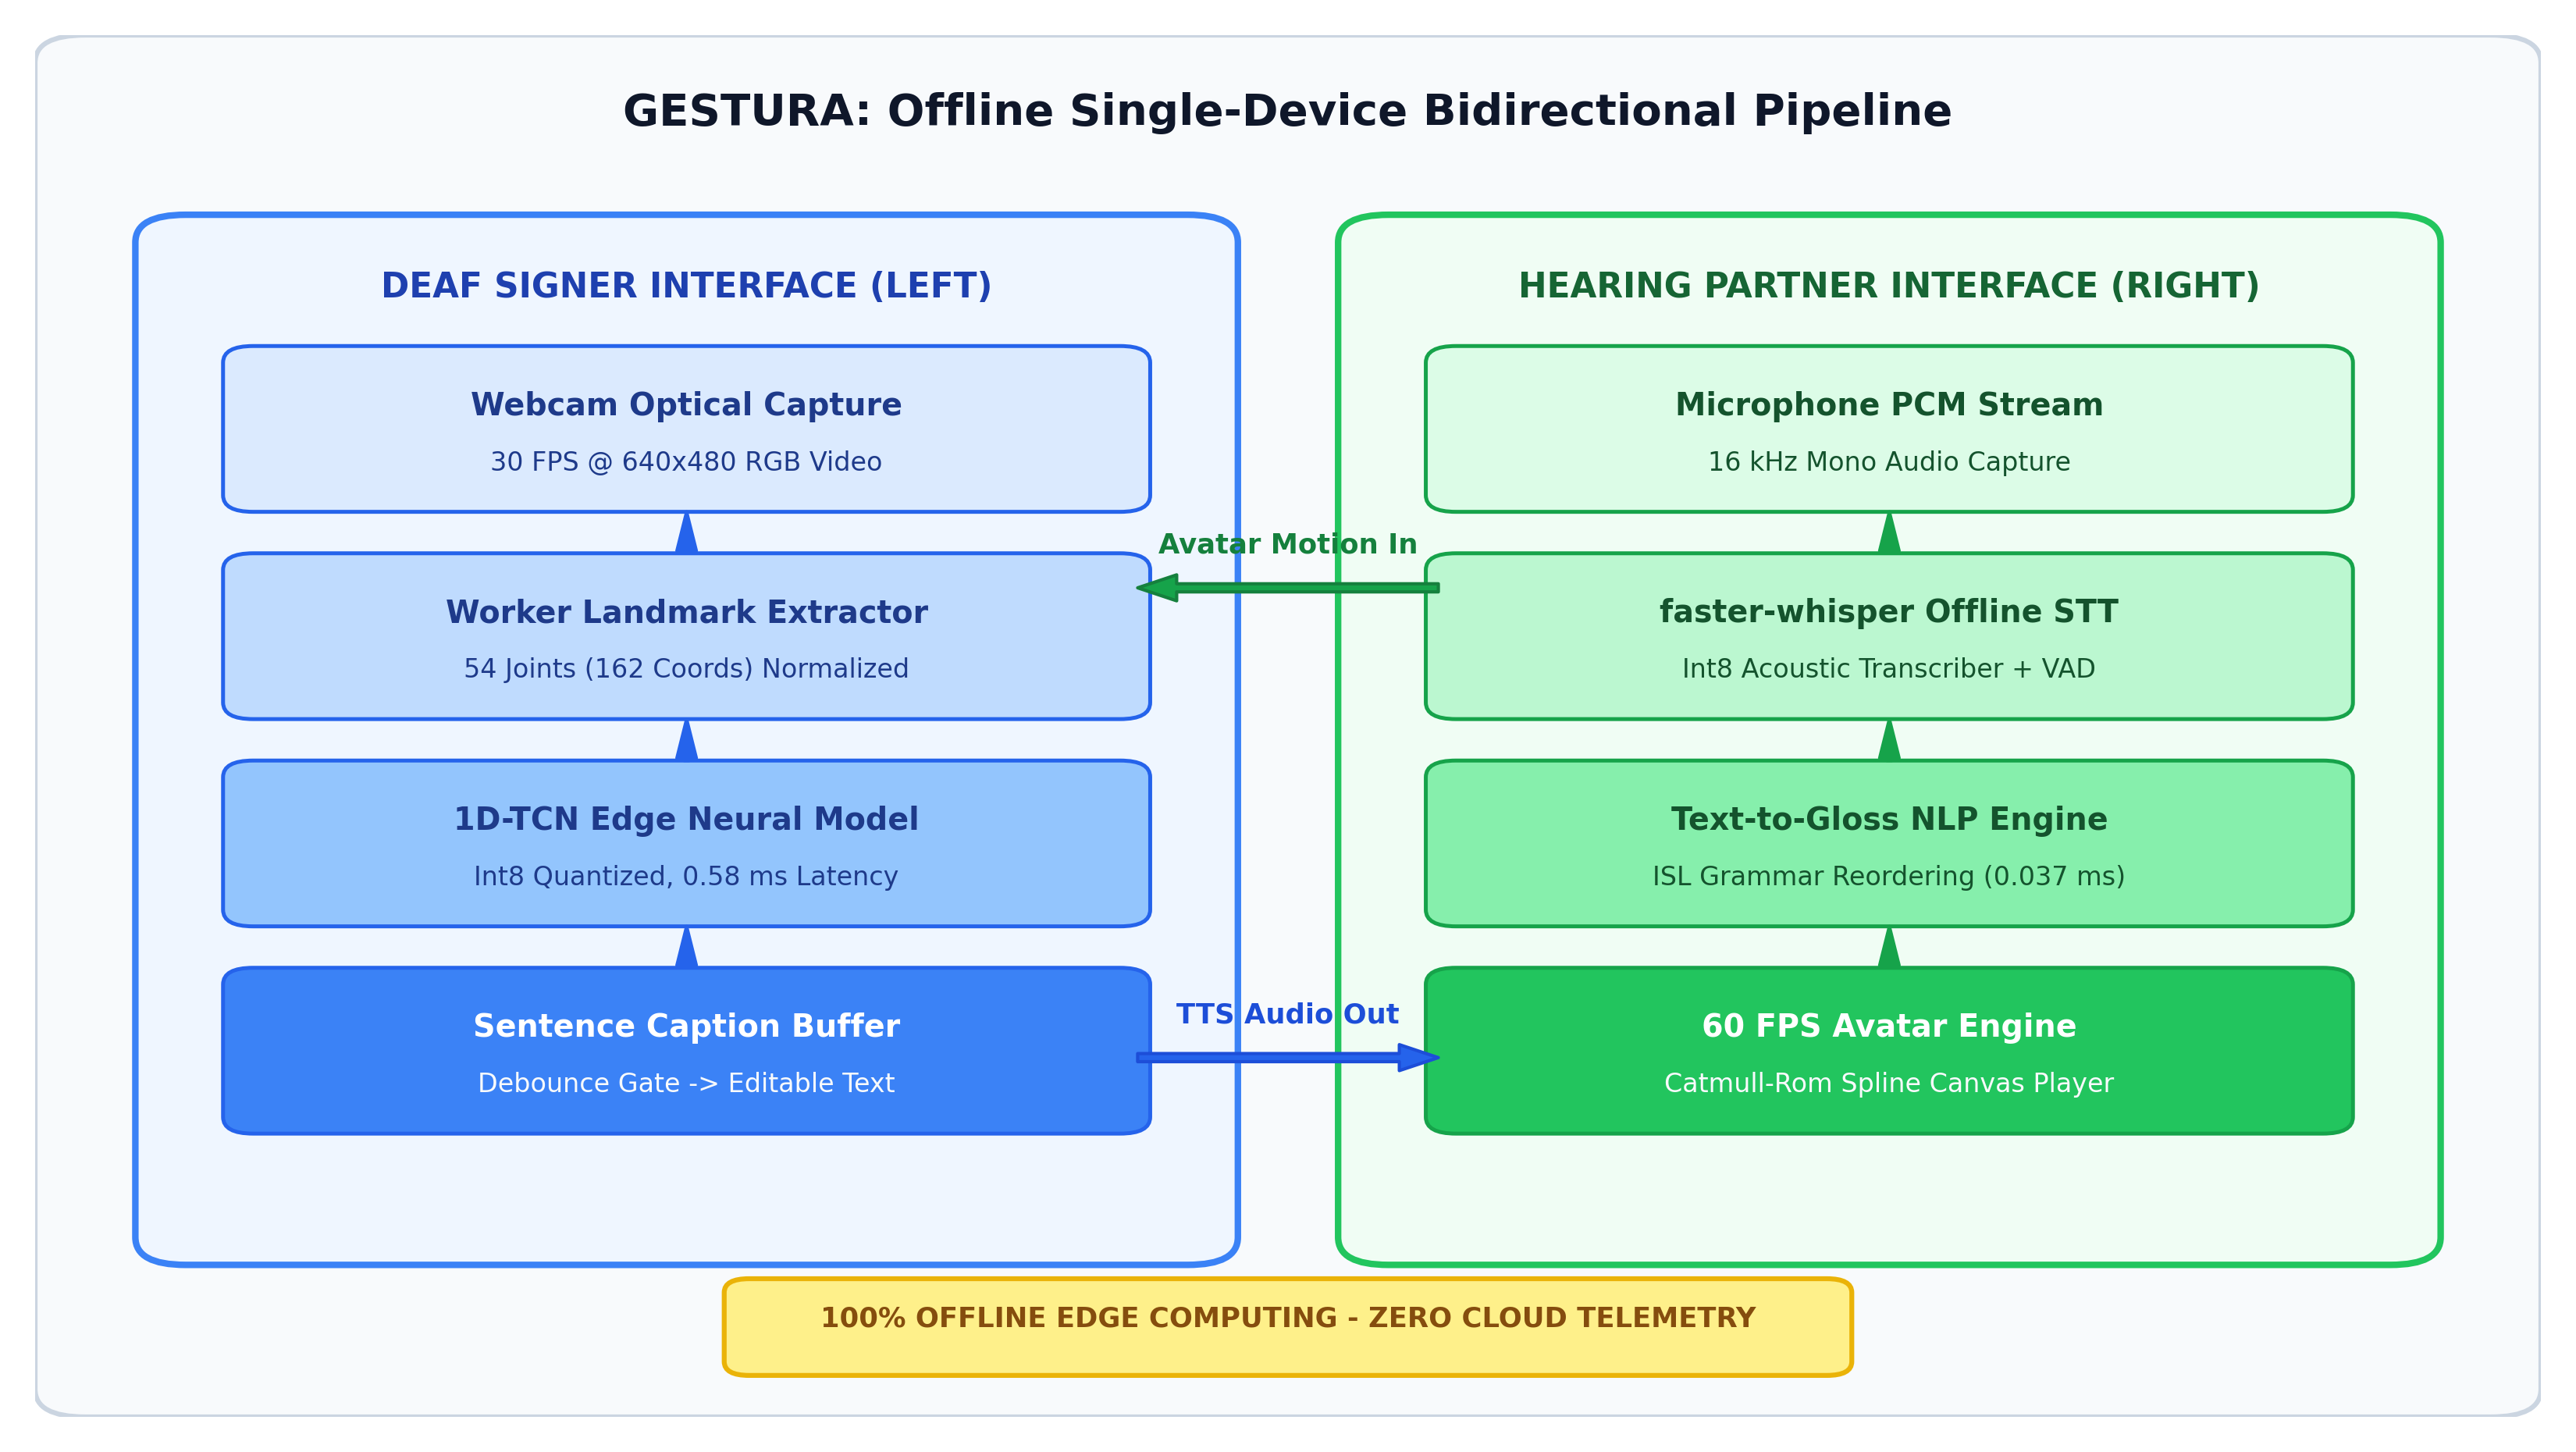 GESTURA: Offline Single-Device Bidirectional Pipeline
DEAF SIGNER INTERFACE (LEFT)
Webcam Optical Capture
30 FPS @ 640x480 RGB Video
Worker Landmark Extractor
54 Joints (162 Coords) Normalized
1D-TCN Edge Neural Model
Int8 Quantized, 0.58 ms Latency
Sentence Caption Buffer
Debounce Gate -> Editable Text
Avatar Motion In
TTS Audio Out
HEARING PARTNER INTERFACE (RIGHT)
Microphone PCM Stream
16 kHz Mono Audio Capture
faster-whisper Offline STT
Int8 Acoustic Transcriber + VAD
Text-to-Gloss NLP Engine
ISL Grammar Reordering (0.037 ms)
60 FPS Avatar Engine
Catmull-Rom Spline Canvas Player
100% OFFLINE EDGE COMPUTING - ZERO CLOUD TELEMETRY